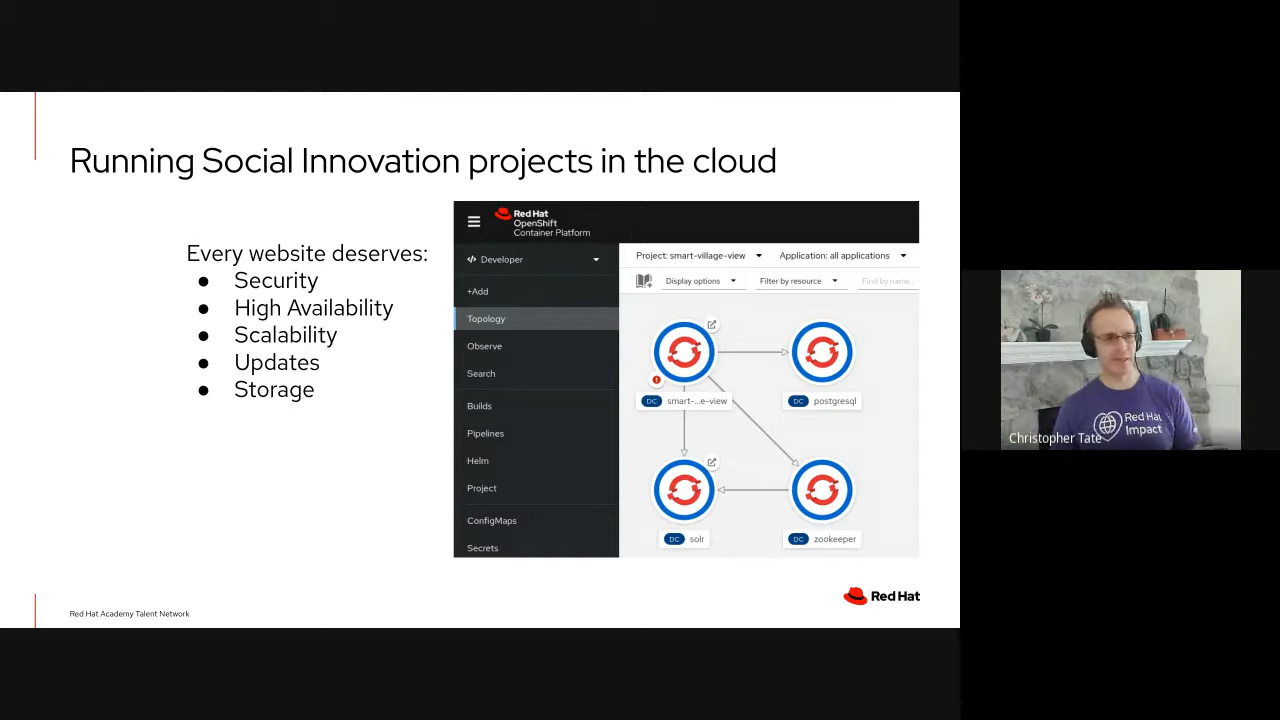 Running Social Innovation projects in the cloud
Every website deserves:
● Security
● High Availability
● Scalability
● Updates
● Storage
Red Hat
OpenShift
Container Platform
Developer
+Add
Topology
Observe
Search
Builds
Pipelines
Helm
Project
ConfigMaps
Secrets
Project: smart-village-view
Application: all applications
Display options
Filter by resource
Find by name...
DC smart-...e-view
DC postgresql
DC solr
DC zookeeper
Red Hat Academy Talent Network
Red Hat
Red Hat
Impact
Christopher Tate